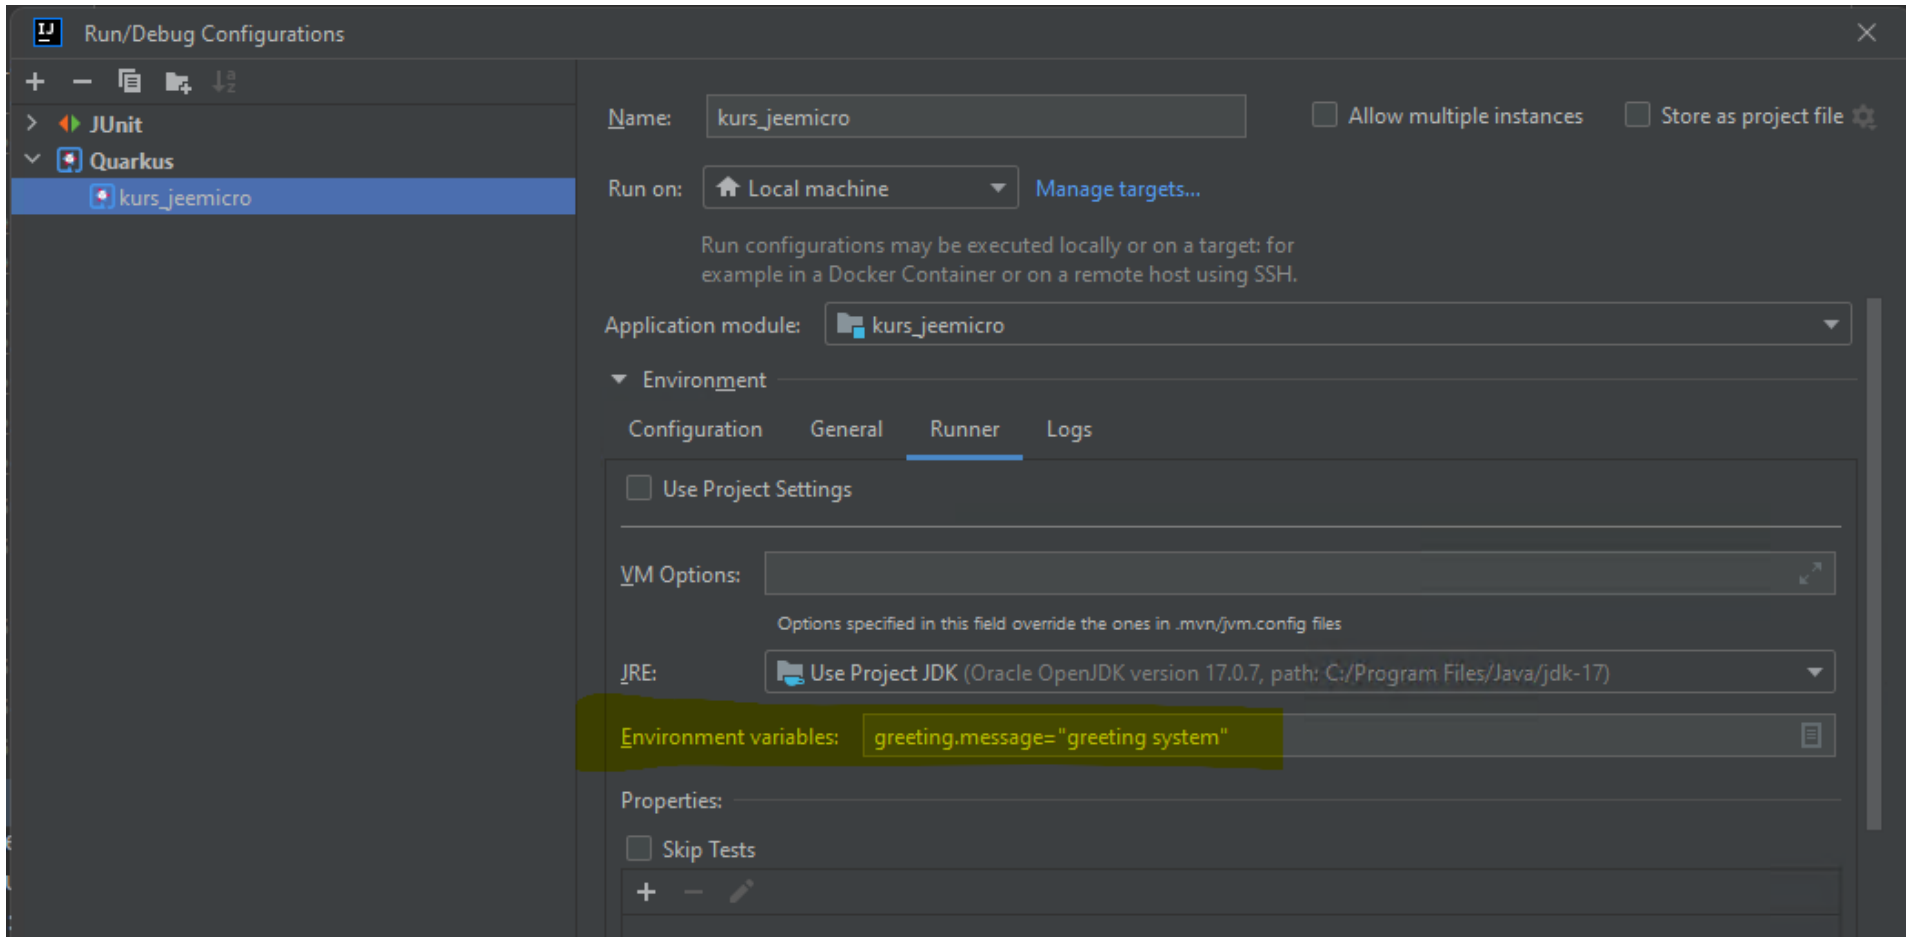 IJ
Run/Debug Configurations
JUnit
Quarkus
kurs_jeemicro
Name:
kurs_jeemicro
Allow multiple instances
Store as project file
Run on:
Local machine
Manage targets...
Run configurations may be executed locally or on a target: for
example in a Docker Container or on a remote host using SSH.
Application module:
kurs_jeemicro
Environment
Configuration
General
Runner
Logs
Use Project Settings
VM Options:
Options specified in this field override the ones in .mvn/jvm.config files
JRE:
Use Project JDK (Oracle OpenJDK version 17.0.7, path: C:/Program Files/Java/jdk-17)
Environment variables:
greeting.message="greeting system"
Properties:
Skip Tests